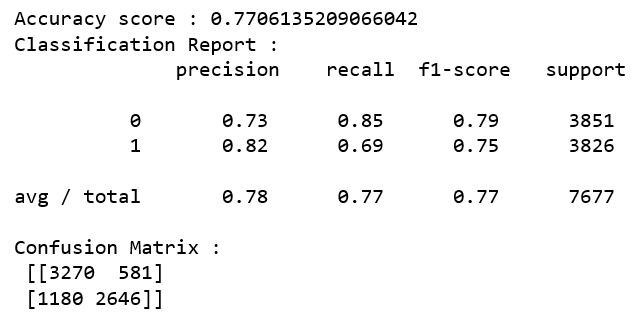 Accuracy score : 0.7706135209066042
Classification Report :
precision recall f1-score support
0 0.73 0.85 0.79 3851
1 0.82 0.69 0.75 3826
avg / total 0.78 0.77 0.77 7677
Confusion Matrix :
[[3270 581]
[1180 2646]]